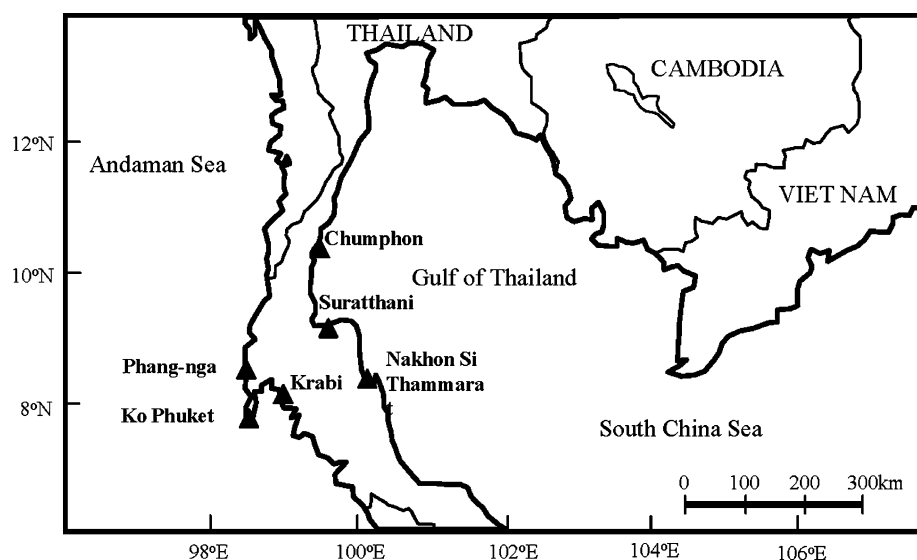 THAILAND
CAMBODIA
12ºN
Andaman Sea
VIET NAM
Chumphon
10ºN
Gulf of Thailand
Suratthani
Phang-nga
Krabi
Nakhon Si
Thammara
t
8ºN
Ko Phuket
South China Sea
0 100 200 300km
98ºE 100ºE 102ºE 104ºE 106ºE